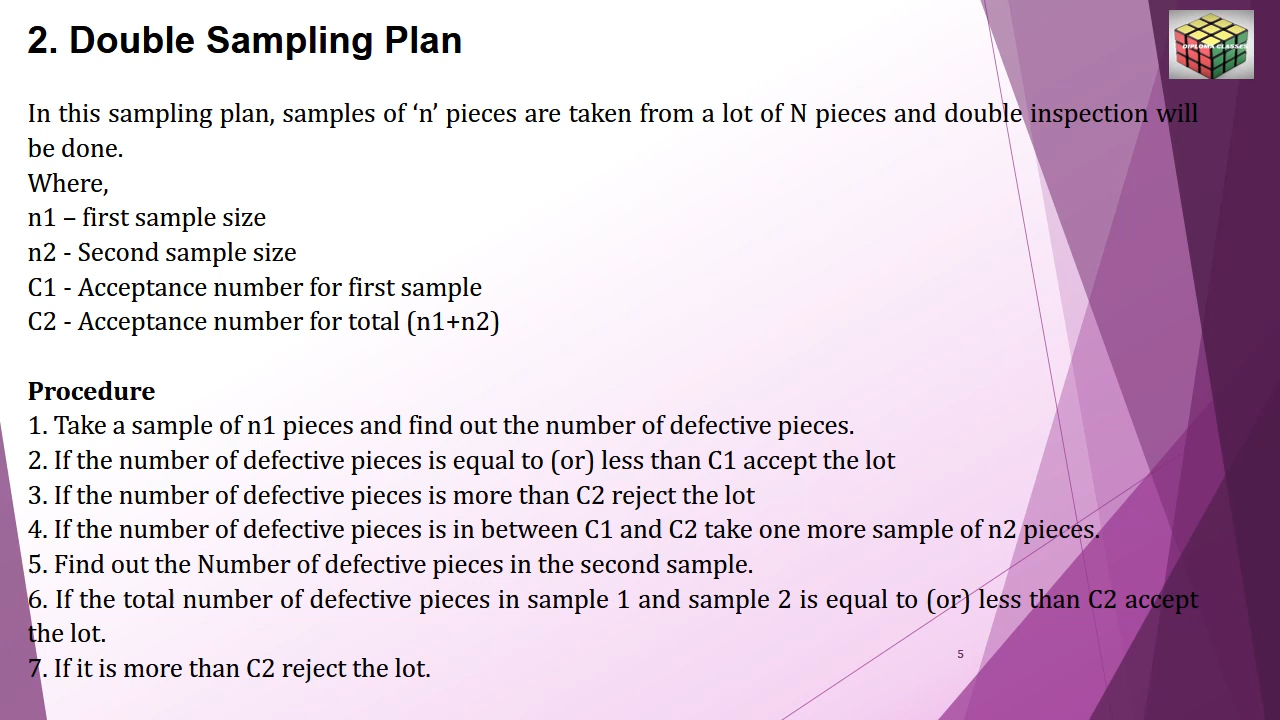 2. Double Sampling Plan
DIPLOMA CLASSES
In this sampling plan, samples of ‘n’ pieces are taken from a lot of N pieces and double inspection will
be done.
Where,
n1 – first sample size
n2 - Second sample size
C1 - Acceptance number for first sample
C2 - Acceptance number for total (n1+n2)
Procedure
1. Take a sample of n1 pieces and find out the number of defective pieces.
2. If the number of defective pieces is equal to (or) less than C1 accept the lot
3. If the number of defective pieces is more than C2 reject the lot
4. If the number of defective pieces is in between C1 and C2 take one more sample of n2 pieces.
5. Find out the Number of defective pieces in the second sample.
6. If the total number of defective pieces in sample 1 and sample 2 is equal to (or) less than C2 accept
the lot.
7. If it is more than C2 reject the lot.
5